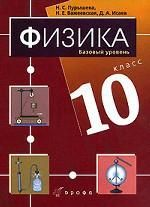 Н. С. Пурышева,
Н. Е. Важеевская, Д. А. Исаев
ФИЗИКА
Базовый уровень
КЛАСС
10
дрофа